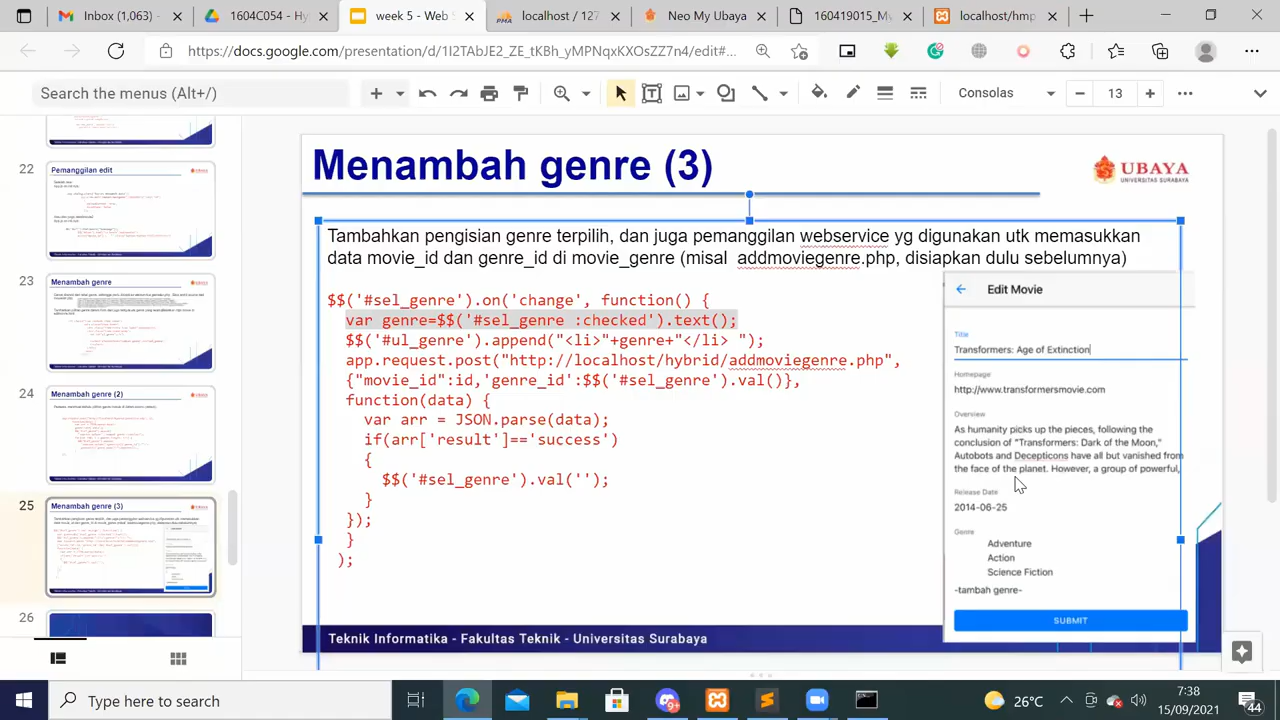 Inbox - 16
1604C054 - Hy
week 5 - S
localhost / 127
160419015_M
localhost/h
https://docs.google.com/presentation/d/1I2TAbJE2_ZE_tKBh_yMPNqxKXOsZZ7n4/edit#...
Search the menus (Alt+/)
Consolas
13
22
Pemanggilan edit
23
Menambah genre
24
Menambah genre (2)
25
Menambah genre (3)
26
Menambah genre (3)
UBAYA
UNIVERSITAS SURABAYA
Tambahkan pengisian genre terpilih, dan juga pemanggilan webservice yg digunakan utk memasukkan
data movie_id dan genre_id di movie_genre (misal addmoviegenre.php, disiapkan dulu sebelumnya)
$$('#sel_genre').on('change', function() {
var genre=$('#sel_genre :checked').text();
$$('#ul_genre').append("<li>"+genre+"</li> ");
app.request.post("http://localhost/hybrid/addmoviegenre.php",
{"movie_id":id,"genre_id":$$('#sel_genre').val()},
function(data) {
var arr = JSON.parse(data);
if(arr['result']=='success')
{
$$('#sel_genre').val('');
}
});
);
Edit Movie
Title
Transformers: Age of Extinction
Homepage
http://www.transformersmovie.com
Overview
As humanity picks up the pieces, following the
conclusion of "Transformers: Dark of the Moon,"
Autobots and Decepticons have all but vanished from
the face of the planet. However, a group of powerful,
Release Date
2014-06-25
Genre
Adventure
Action
Science Fiction
-tambah genre-
SUBMIT
Teknik Informatika - Fakultas Teknik - Universitas Surabaya
Type here to search
26°C
7:38
15/09/2021
44